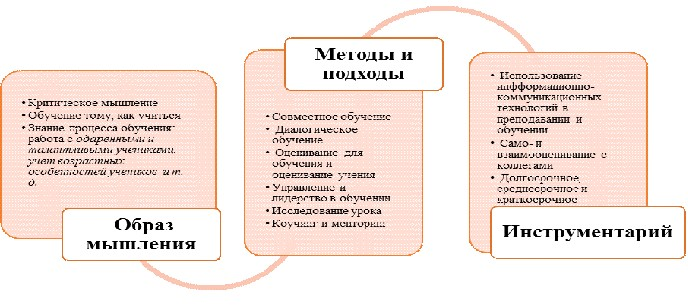 • Критическое мышление
• Обучение тому, как учиться
• Знание процесса обучения:
работа с одаренными и
талантливыми учениками,
учет возрастных
особенностей учеников и т.
д.
Образ
мышления
Методы и
подходы
• Совместное обучение
• Диалогическое
обучение
• Оценивание для
обучения и
оценивание учения
• Управление и
лидерство в обучении
• Исследование урока
• Коучинг и менторинг
• Использование
информационно-
коммуникационных
технологий в
преподавании и
обучении
• Само- и
взаимооценивание с
коллегами
• Долгосрочное,
среднесрочное и
краткосрочное
Инструментарий